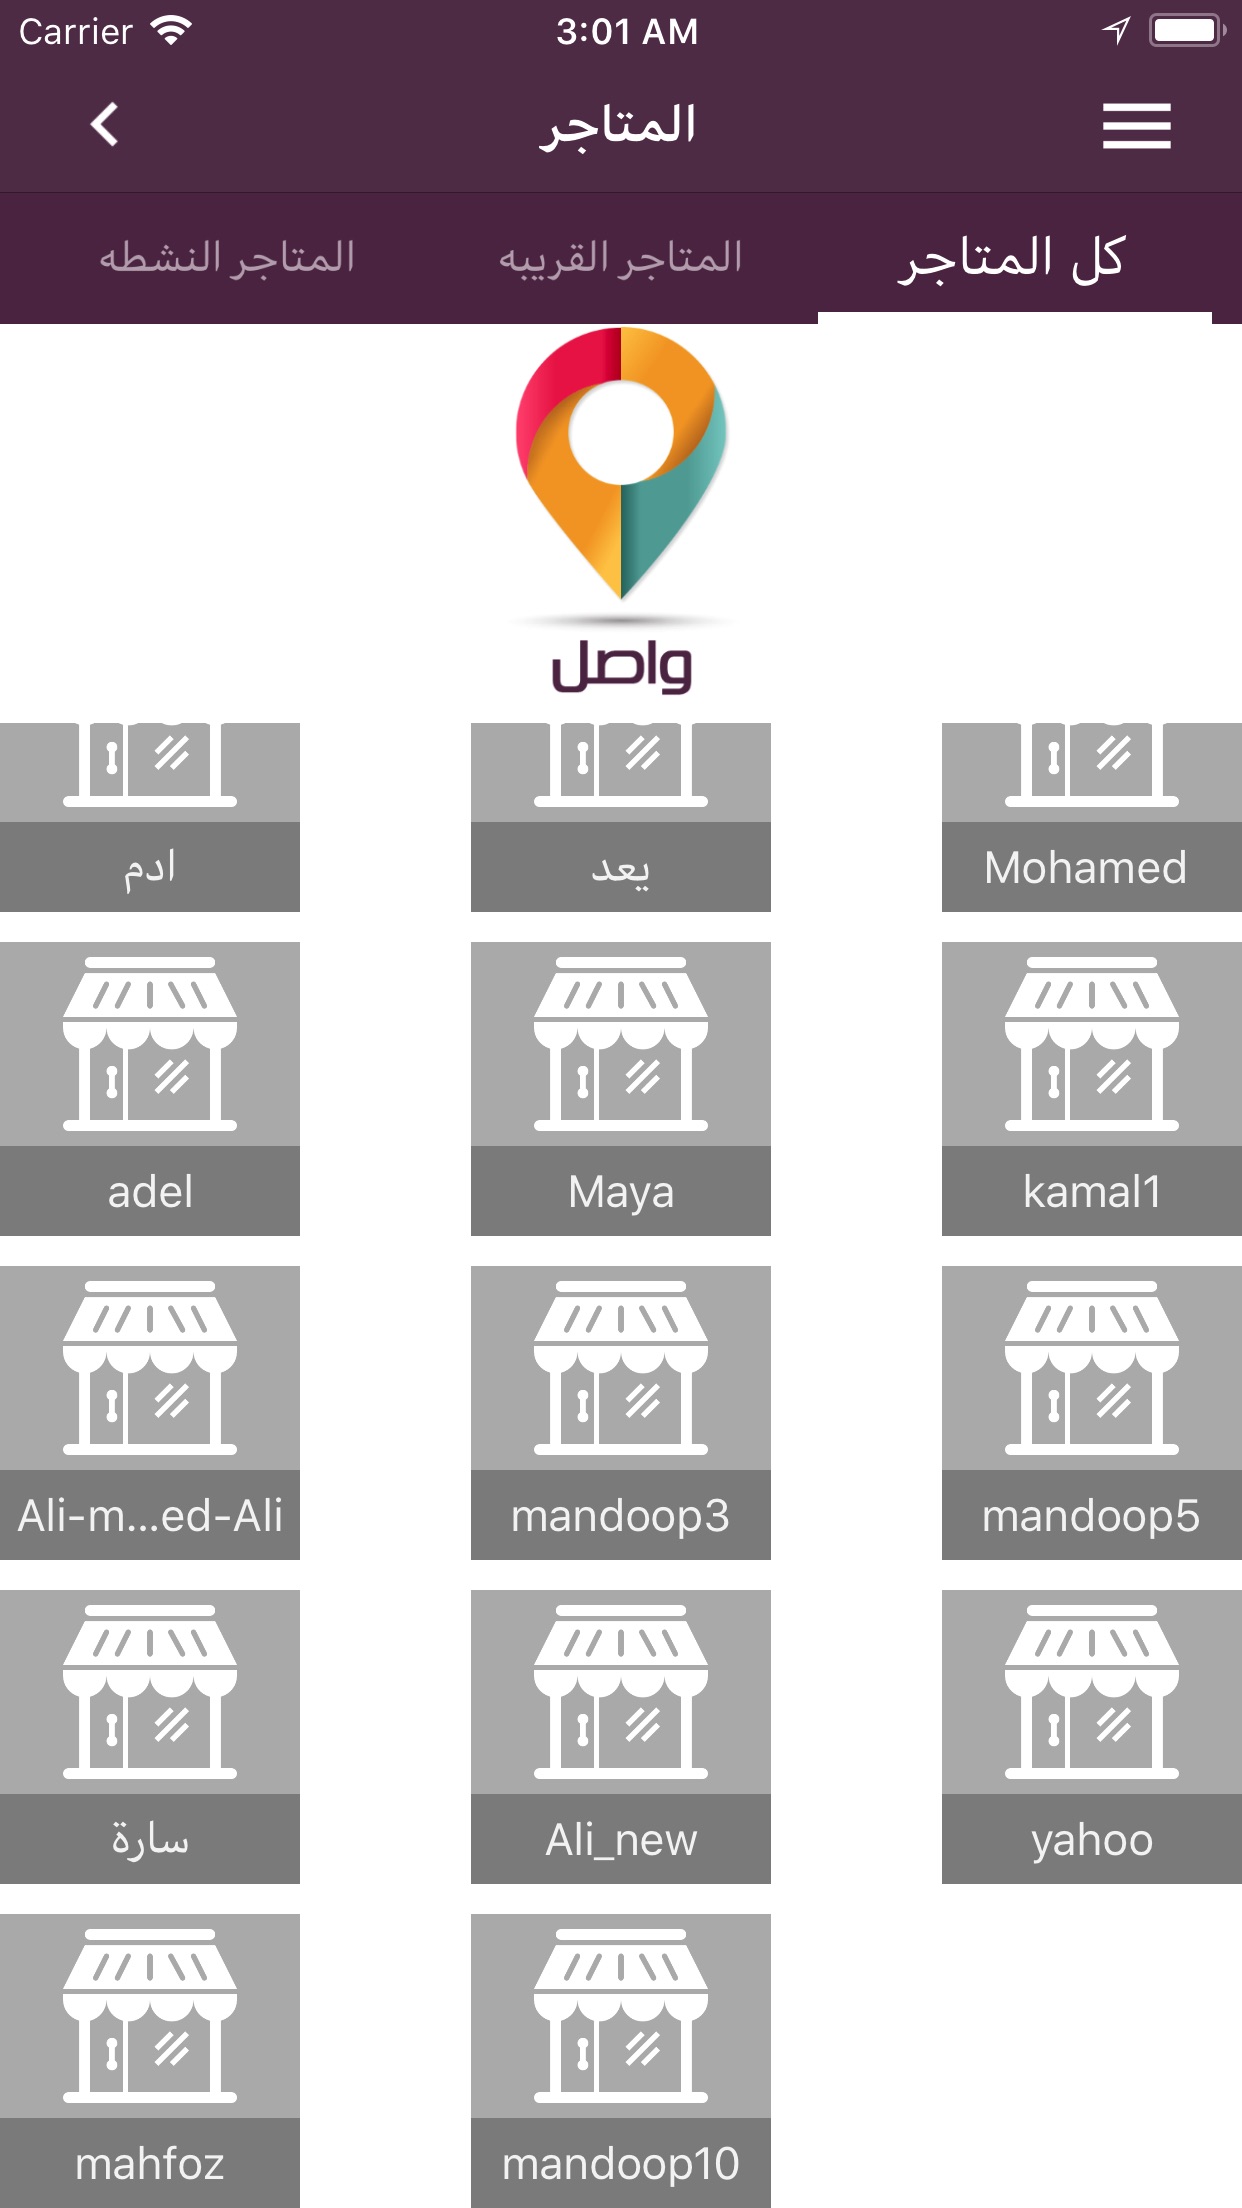 Carrier 3:01 AM
المتاجر
كل المتاجر المتاجر القريبه المتاجر النشطه
واصل
ادم يعد Mohamed
adel Maya kamal1
Ali-m...ed-Ali mandoop3 mandoop5
سارة Ali_new yahoo
mahfoz mandoop10